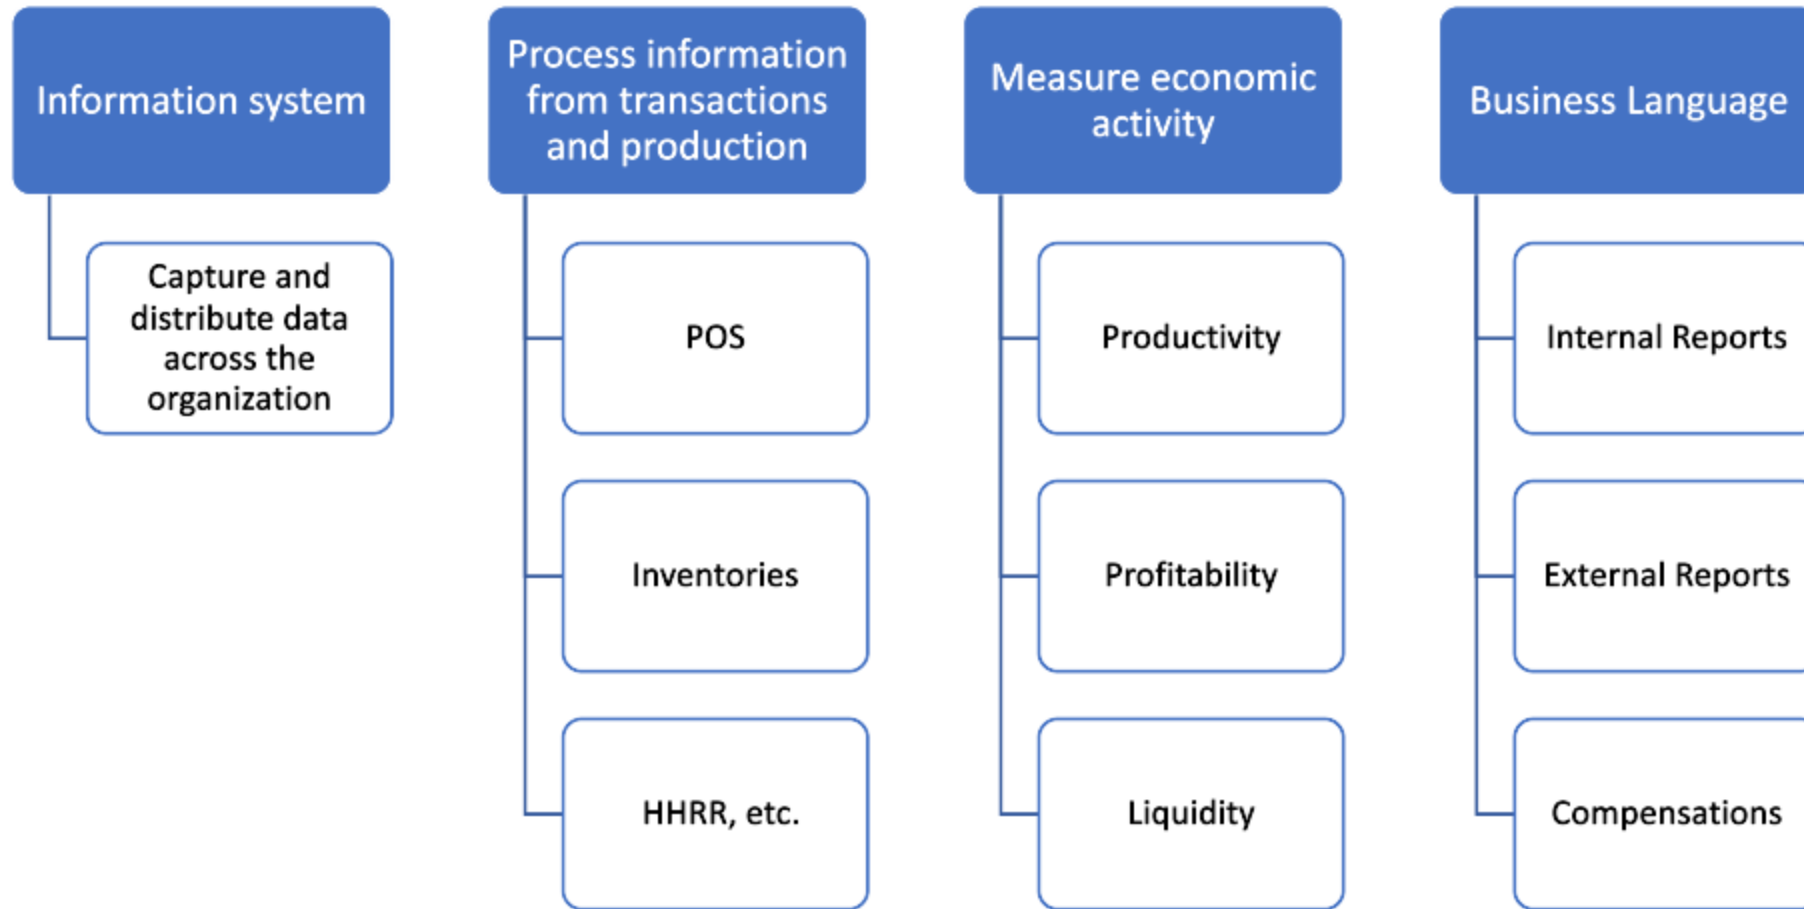 Information system
Capture and
distribute data
across the
organization
Process information
from transactions
and production
POS
Inventories
HHRR, etc.
Measure economic
activity
Productivity
Profitability
Liquidity
Business Language
Internal Reports
External Reports
Compensations